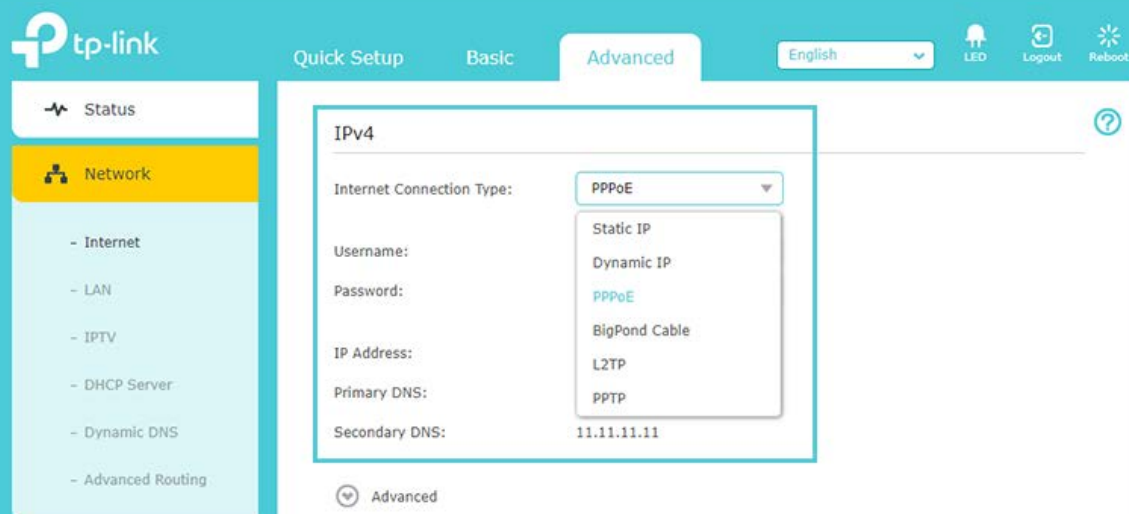 tp-link
Quick Setup Basic Advanced English LED Logout Reboot
Status
Network
- Internet
- LAN
- IPTV
- DHCP Server
- Dynamic DNS
- Advanced Routing
IPv4
?
Internet Connection Type: PPPoE
Static IP
Dynamic IP
PPPoE
BigPond Cable
L2TP
PPTP
Username:
Password:
IP Address:
Primary DNS:
Secondary DNS: 11.11.11.11
Advanced